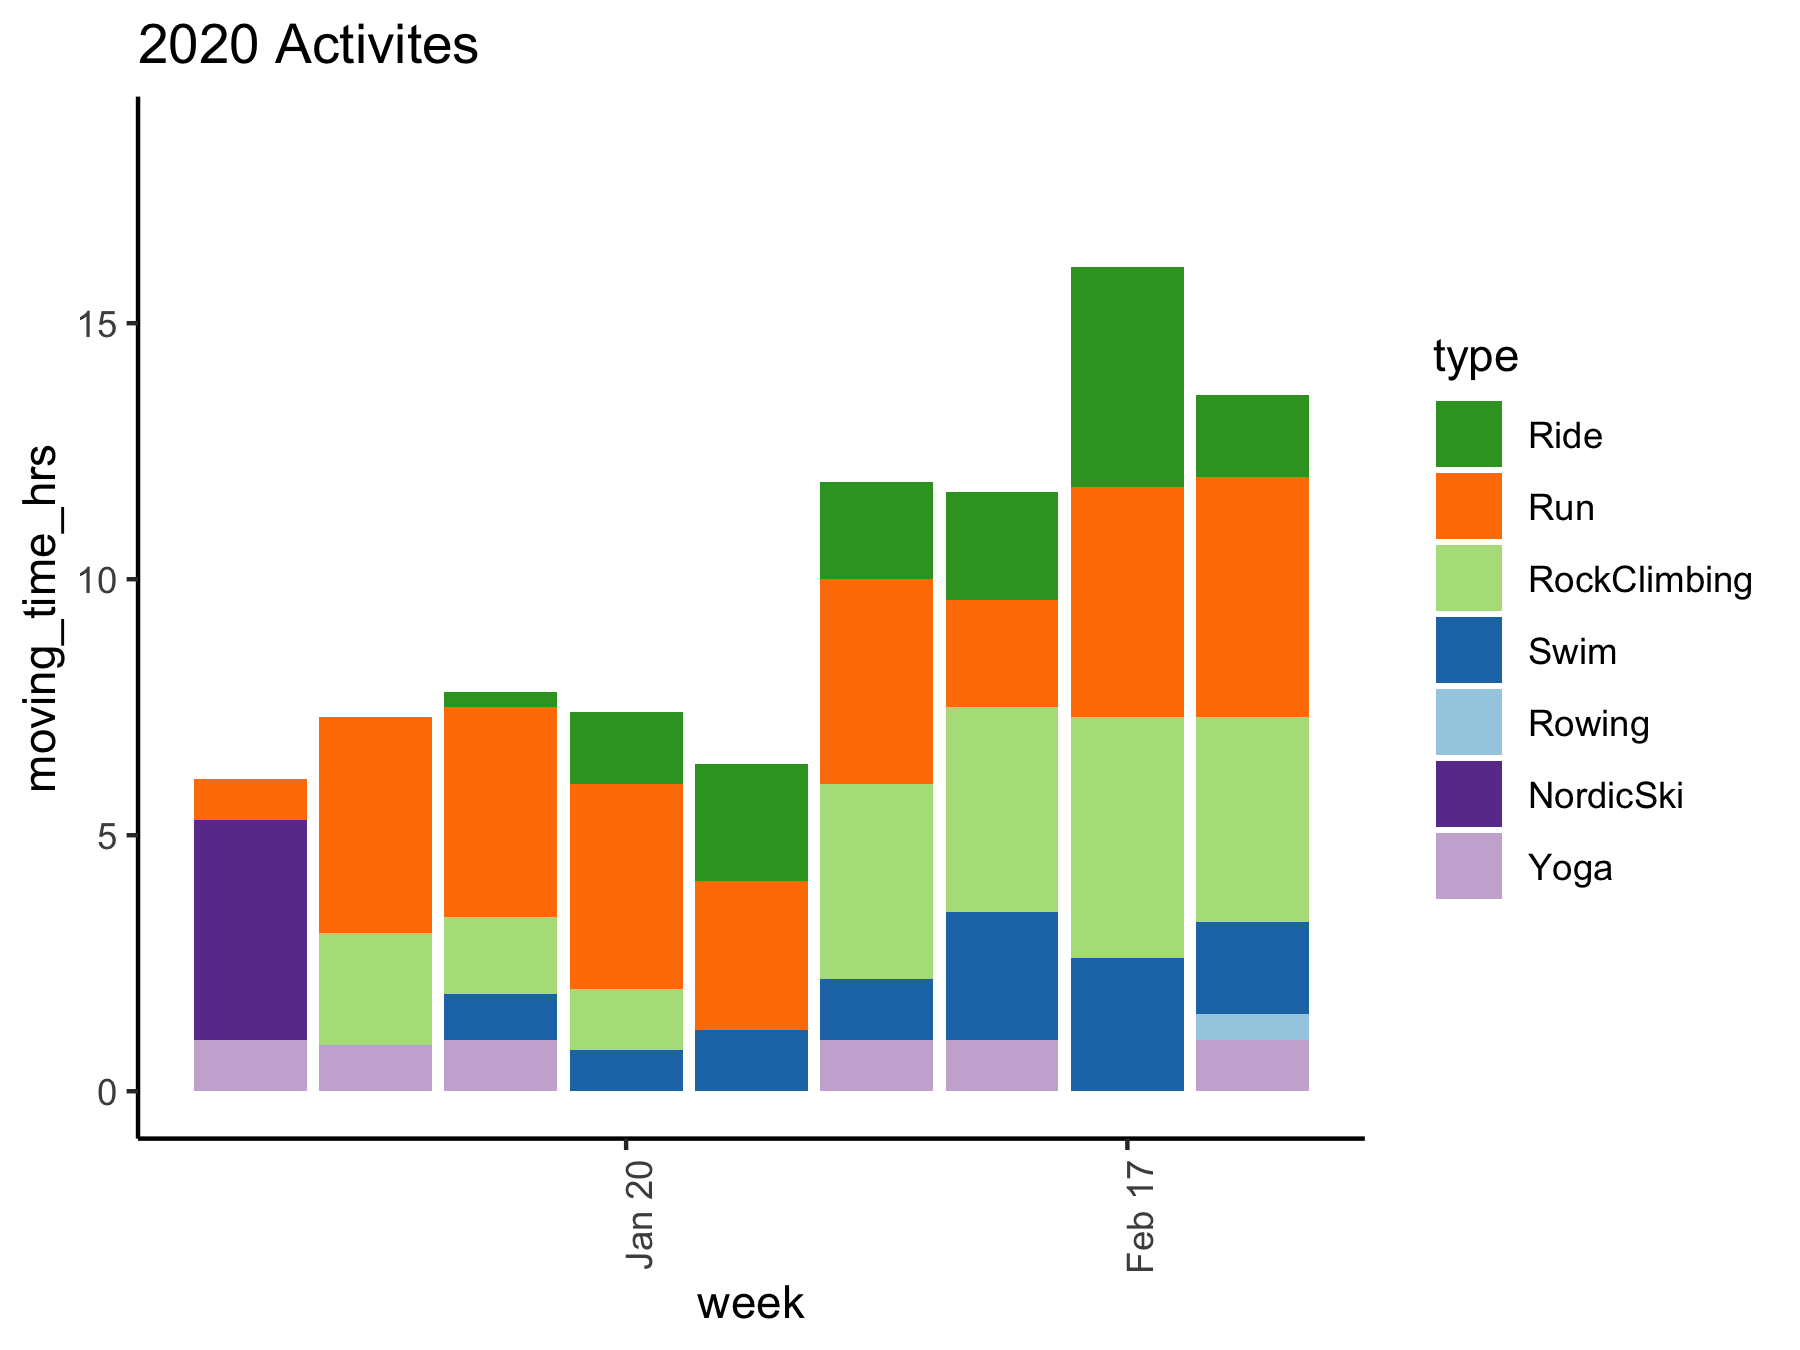 2020 Activites
moving_time_hrs
15
10
5
0
Jan 20
Feb 17
week
type
Ride
Run
RockClimbing
Swim
Rowing
NordicSki
Yoga